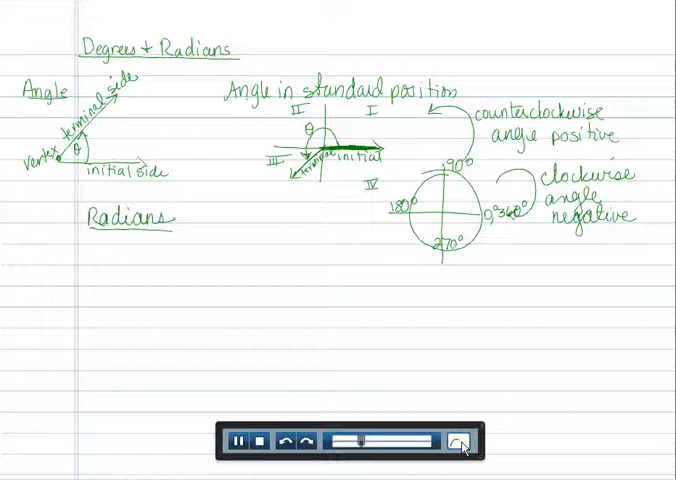 Degrees + Radians
Angle
terminal side
vertex
θ
initial side
Angle in standard position
II
I
θ
III
terminal
initial
IV
counterclockwise
angle positive
90°
180°
0°, 360°
270°
clockwise
angle
negative
Radians